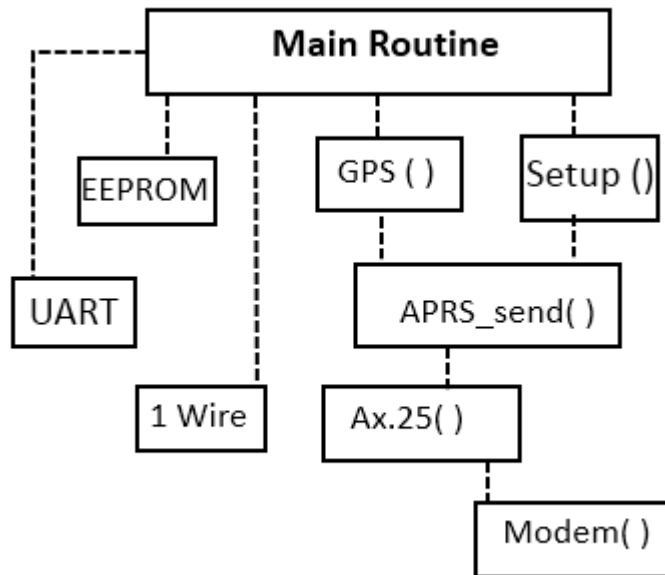 Main Routine
EEPROM
GPS ( )
Setup ()
UART
APRS_send( )
1 Wire
Ax.25( )
Modem( )